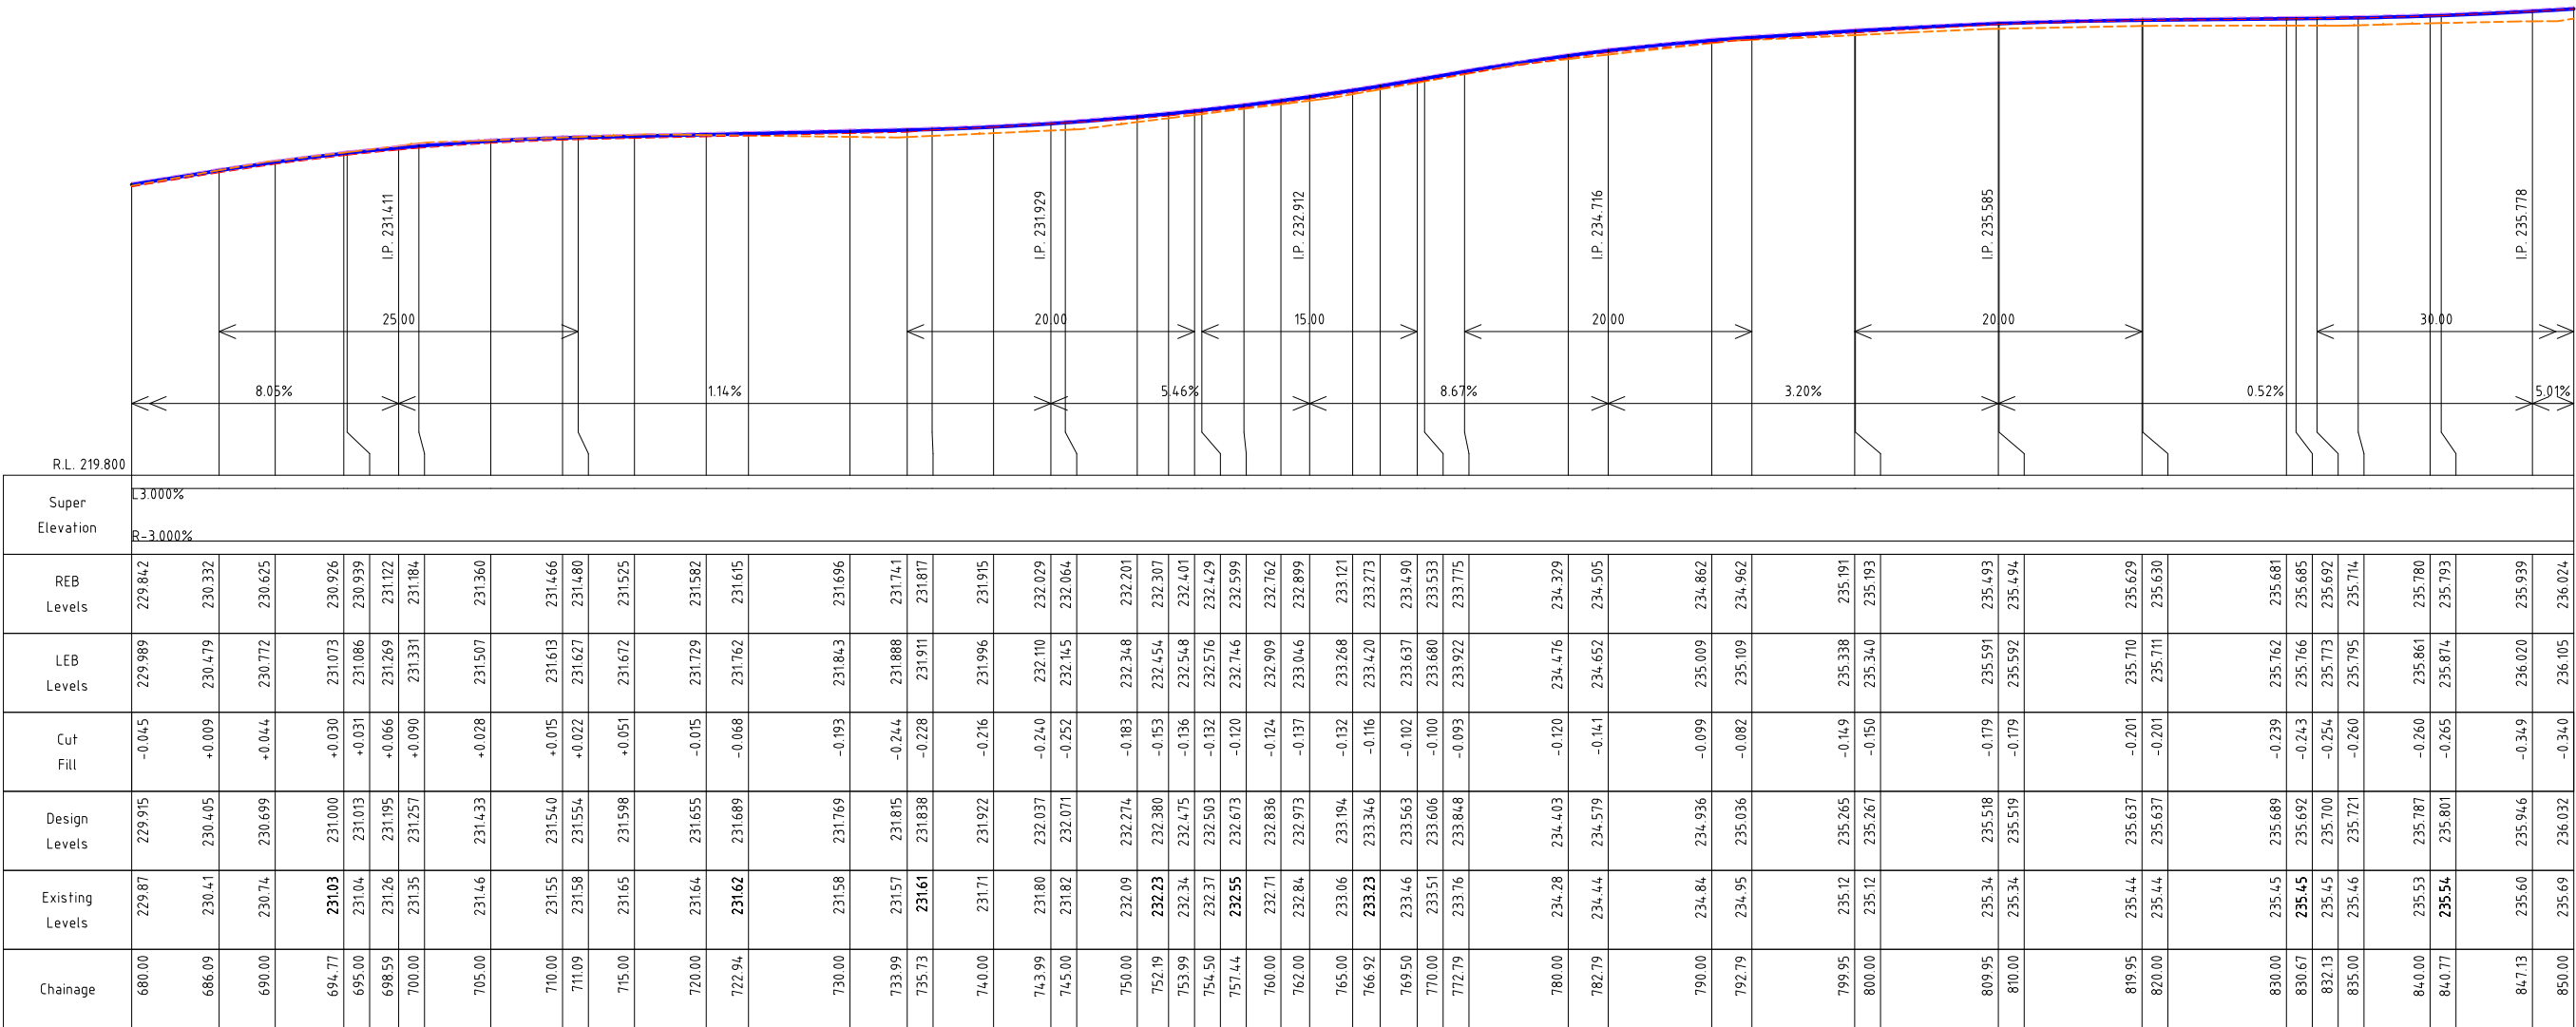 I.P. 231.411
I.P. 231.929
I.P. 232.912
I.P. 234.716
I.P. 235.585
I.P. 235.778
25.00 20.00 15.00 20.00 20.00 30.00
8.05% 1.14% 5.46% 8.67% 3.20% 0.52% 5.01%
R.L. 219.800
Super
Elevation
L3.000%
R-3.000%
REB
Levels
229.842 230.332 230.625 230.926 230.939 231.122 231.184 231.360 231.466 231.480 231.525 231.582 231.615 231.696 231.741 231.817 231.915 232.029 232.064 232.201 232.307 232.401 232.429 232.599 232.762 232.899 233.121 233.273 233.490 233.533 233.775 234.329 234.505 234.862 234.962 235.191 235.193 235.493 235.494 235.629 235.630 235.681 235.685 235.692 235.714 235.780 235.793 235.939 236.024
LEB
Levels
229.989 230.479 230.772 231.073 231.086 231.269 231.331 231.507 231.613 231.627 231.672 231.729 231.762 231.843 231.888 231.911 231.996 232.110 232.145 232.348 232.454 232.548 232.576 232.746 232.909 233.046 233.268 233.420 233.637 233.680 233.922 234.476 234.652 235.009 235.109 235.338 235.340 235.591 235.592 235.710 235.711 235.762 235.766 235.773 235.795 235.861 235.874 236.020 236.105
Cut
Fill
-0.045 +0.009 +0.044 +0.030 +0.031 +0.066 +0.090 +0.028 +0.015 +0.022 +0.051 -0.015 -0.068 -0.193 -0.244 -0.228 -0.216 -0.240 -0.252 -0.183 -0.153 -0.136 -0.132 -0.120 -0.124 -0.137 -0.132 -0.116 -0.102 -0.100 -0.093 -0.120 -0.141 -0.099 -0.082 -0.149 -0.150 -0.179 -0.179 -0.201 -0.201 -0.239 -0.243 -0.254 -0.260 -0.260 -0.265 -0.349 -0.340
Design
Levels
229.915 230.405 230.699 231.000 231.013 231.195 231.257 231.433 231.540 231.554 231.598 231.655 231.689 231.769 231.815 231.838 231.922 232.037 232.071 232.274 232.380 232.475 232.503 232.673 232.836 232.973 233.194 233.346 233.563 233.606 233.848 234.403 234.579 234.936 235.036 235.265 235.267 235.518 235.519 235.637 235.637 235.689 235.692 235.700 235.721 235.787 235.801 235.946 236.032
Existing
Levels
229.87 230.41 230.74 231.03 231.04 231.26 231.35 231.46 231.55 231.58 231.65 231.64 231.62 231.58 231.57 231.61 231.71 231.80 231.82 232.09 232.23 232.34 232.37 232.55 232.71 232.84 233.06 233.23 233.46 233.51 233.76 234.28 234.44 234.84 234.95 235.12 235.12 235.34 235.34 235.44 235.44 235.45 235.45 235.45 235.46 235.53 235.54 235.60 235.69
Chainage
680.00 686.09 690.00 694.77 695.00 698.59 7000.00 705.00 7100.00 7111.09 7115.00 7200.00 722.94 7300.00 733.99 735.73 740.00 743.99 745.00 750.00 752.19 753.99 754.50 757.44 760.00 762.00 765.00 766.92 769.50 770.00 772.79 780.00 782.79 7900.00 792.79 799.95 800.00 809.95 8100.00 819.95 820.00 830.00 830.67 832.13 835.00 840.00 840.77 847.13 850.00